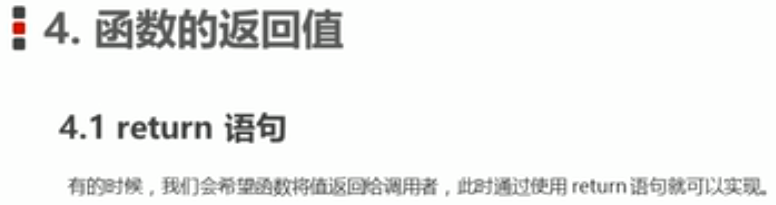 4. 函数的返回值
4.1 return 语句
有的时候，我们会希望函数将值返回给调用者，此时通过使用 return 语句就可以实现。